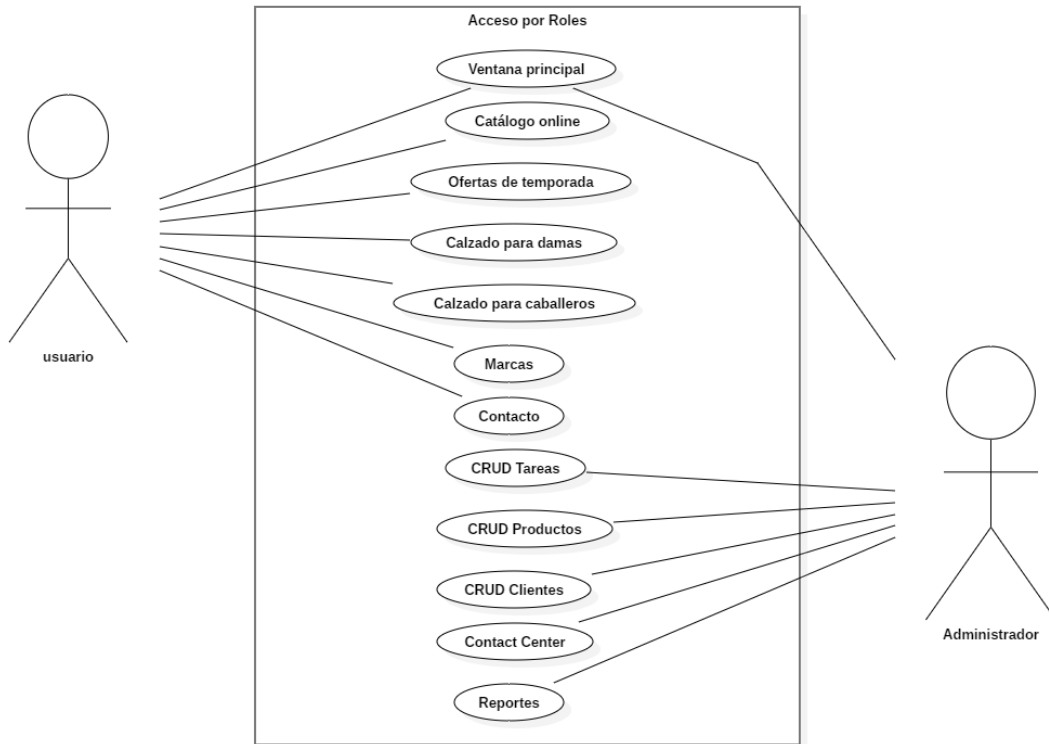 Acceso por Roles
Ventana principal
Catálogo online
Ofertas de temporada
Calzado para damas
Calzado para caballeros
usuario
Marcas
Contacto
CRUD Tareas
CRUD Productos
CRUD Clientes
Contact Center
Administrador
Reportes